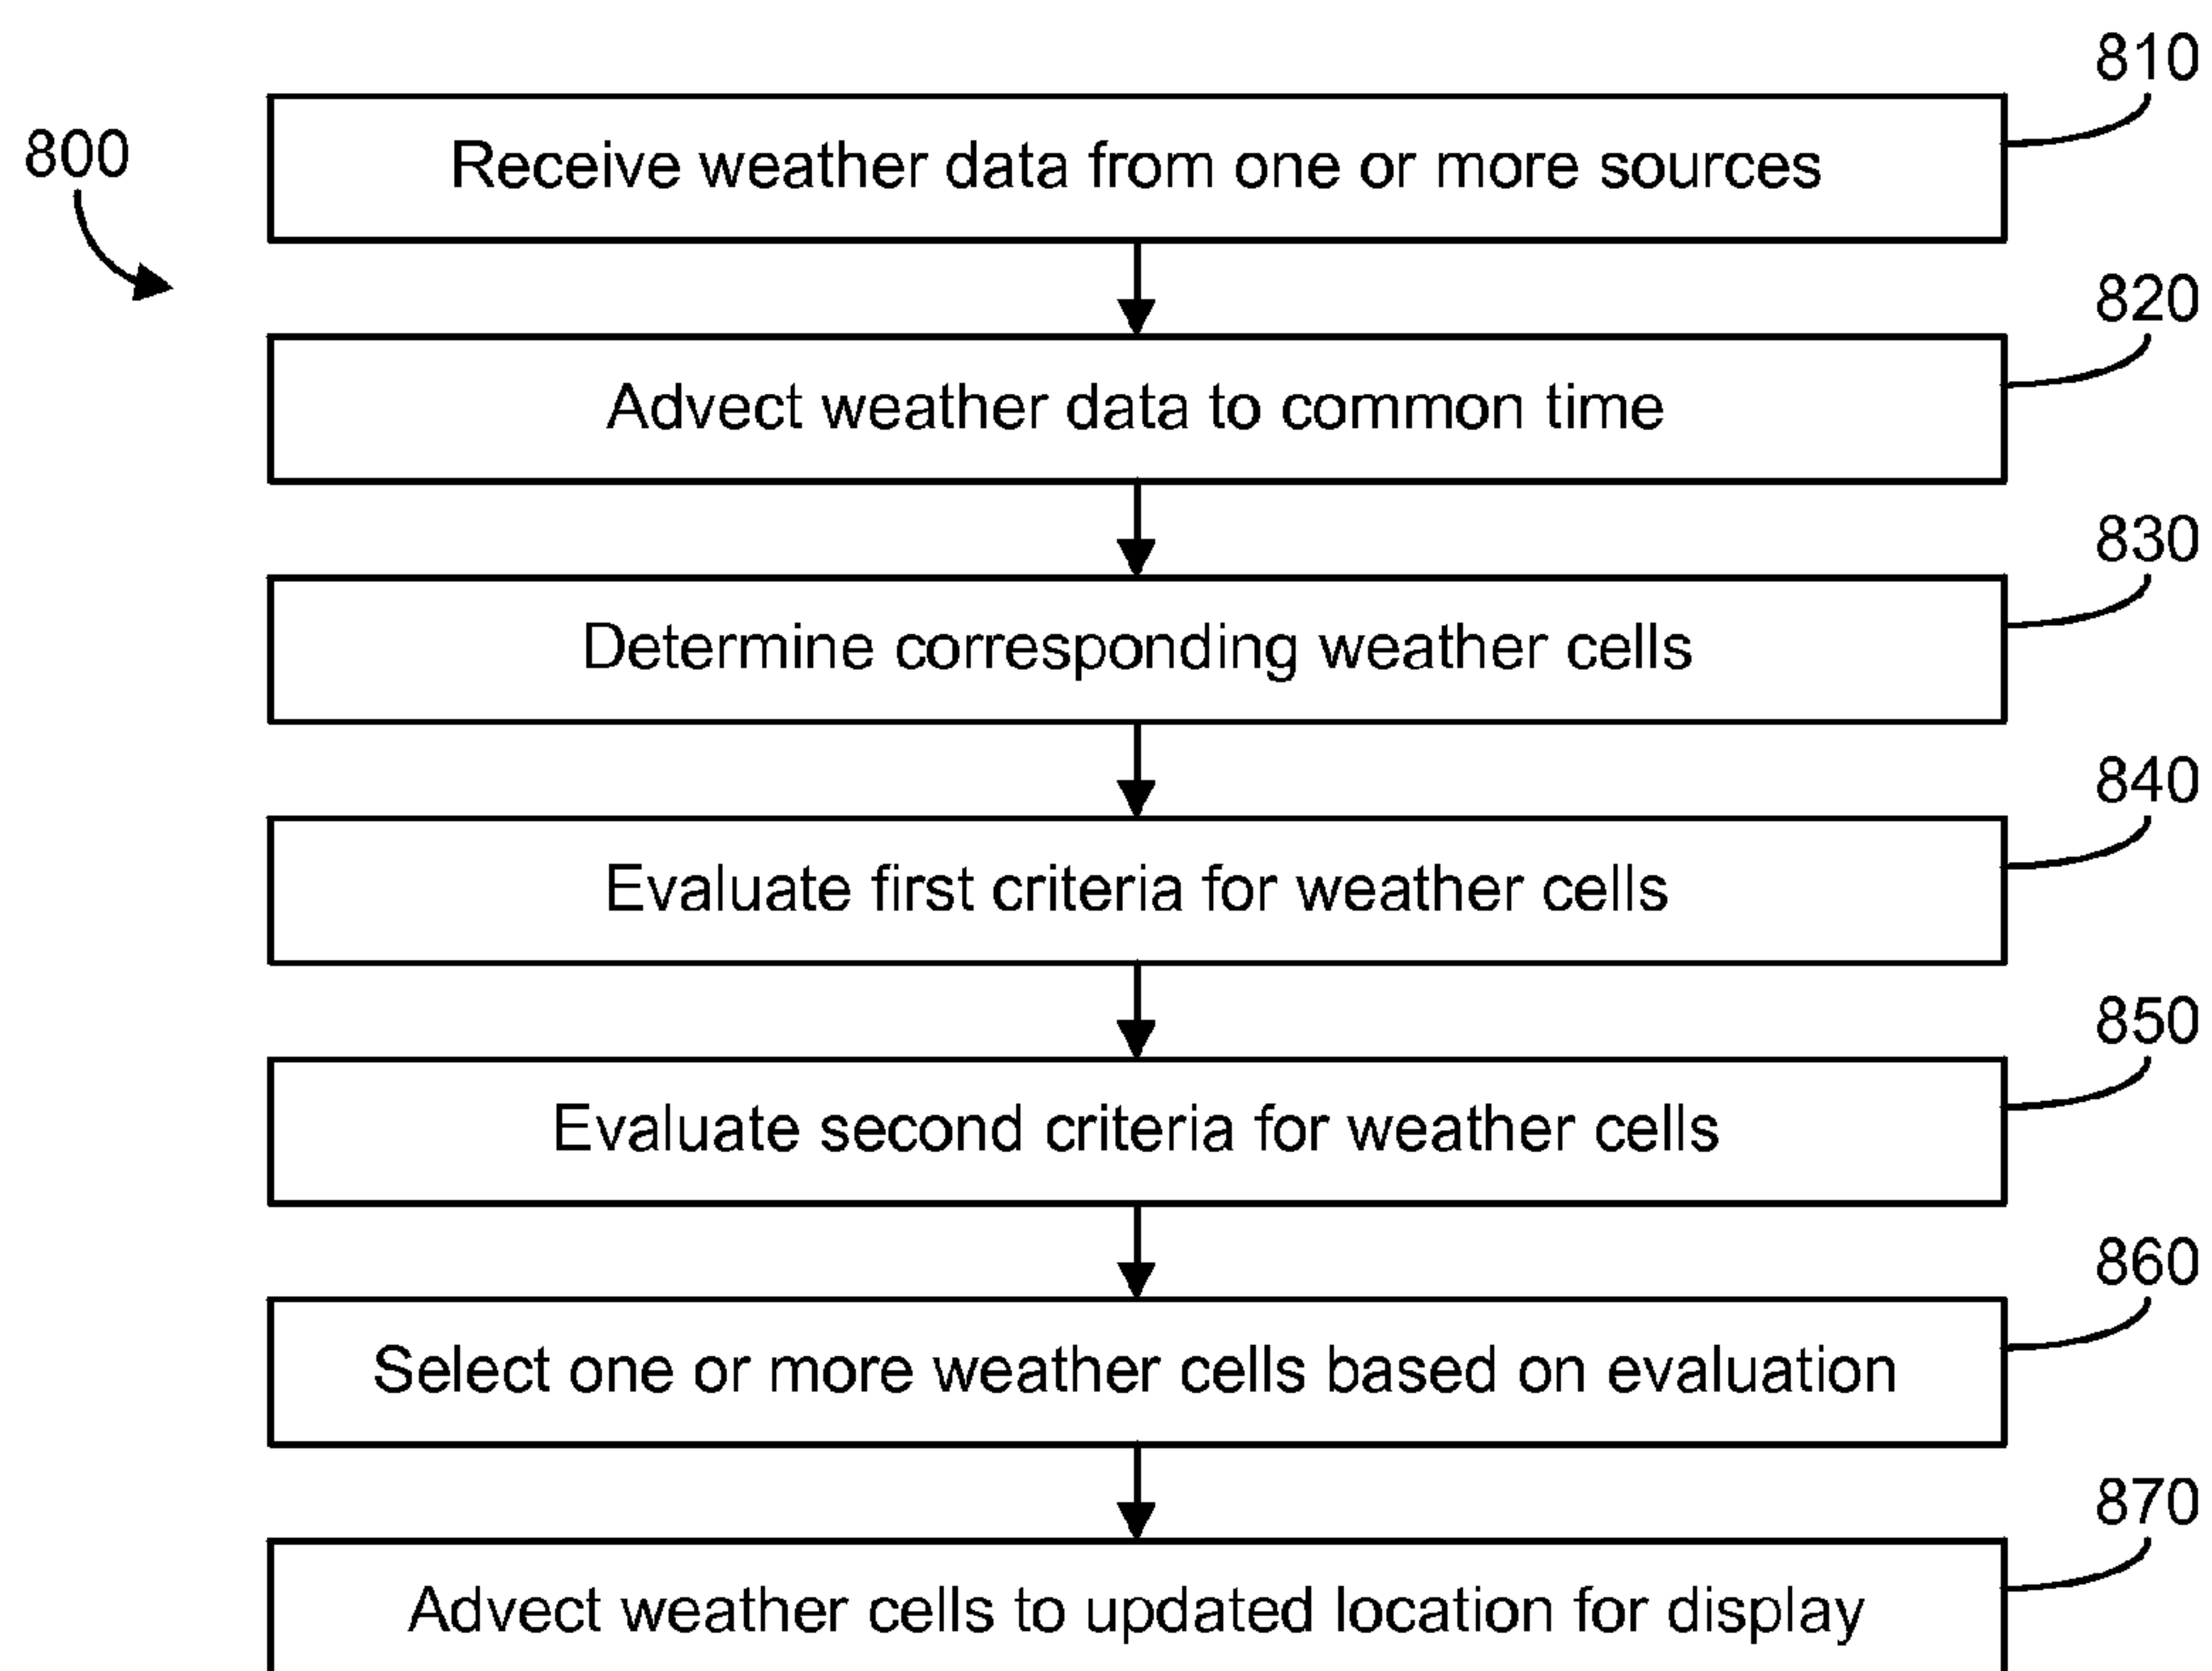 810
800
Receive weather data from one or more sources
820
Advect weather data to common time
830
Determine corresponding weather cells
840
Evaluate first criteria for weather cells
850
Evaluate second criteria for weather cells
860
Select one or more weather cells based on evaluation
870
Advect weather cells to updated location for display